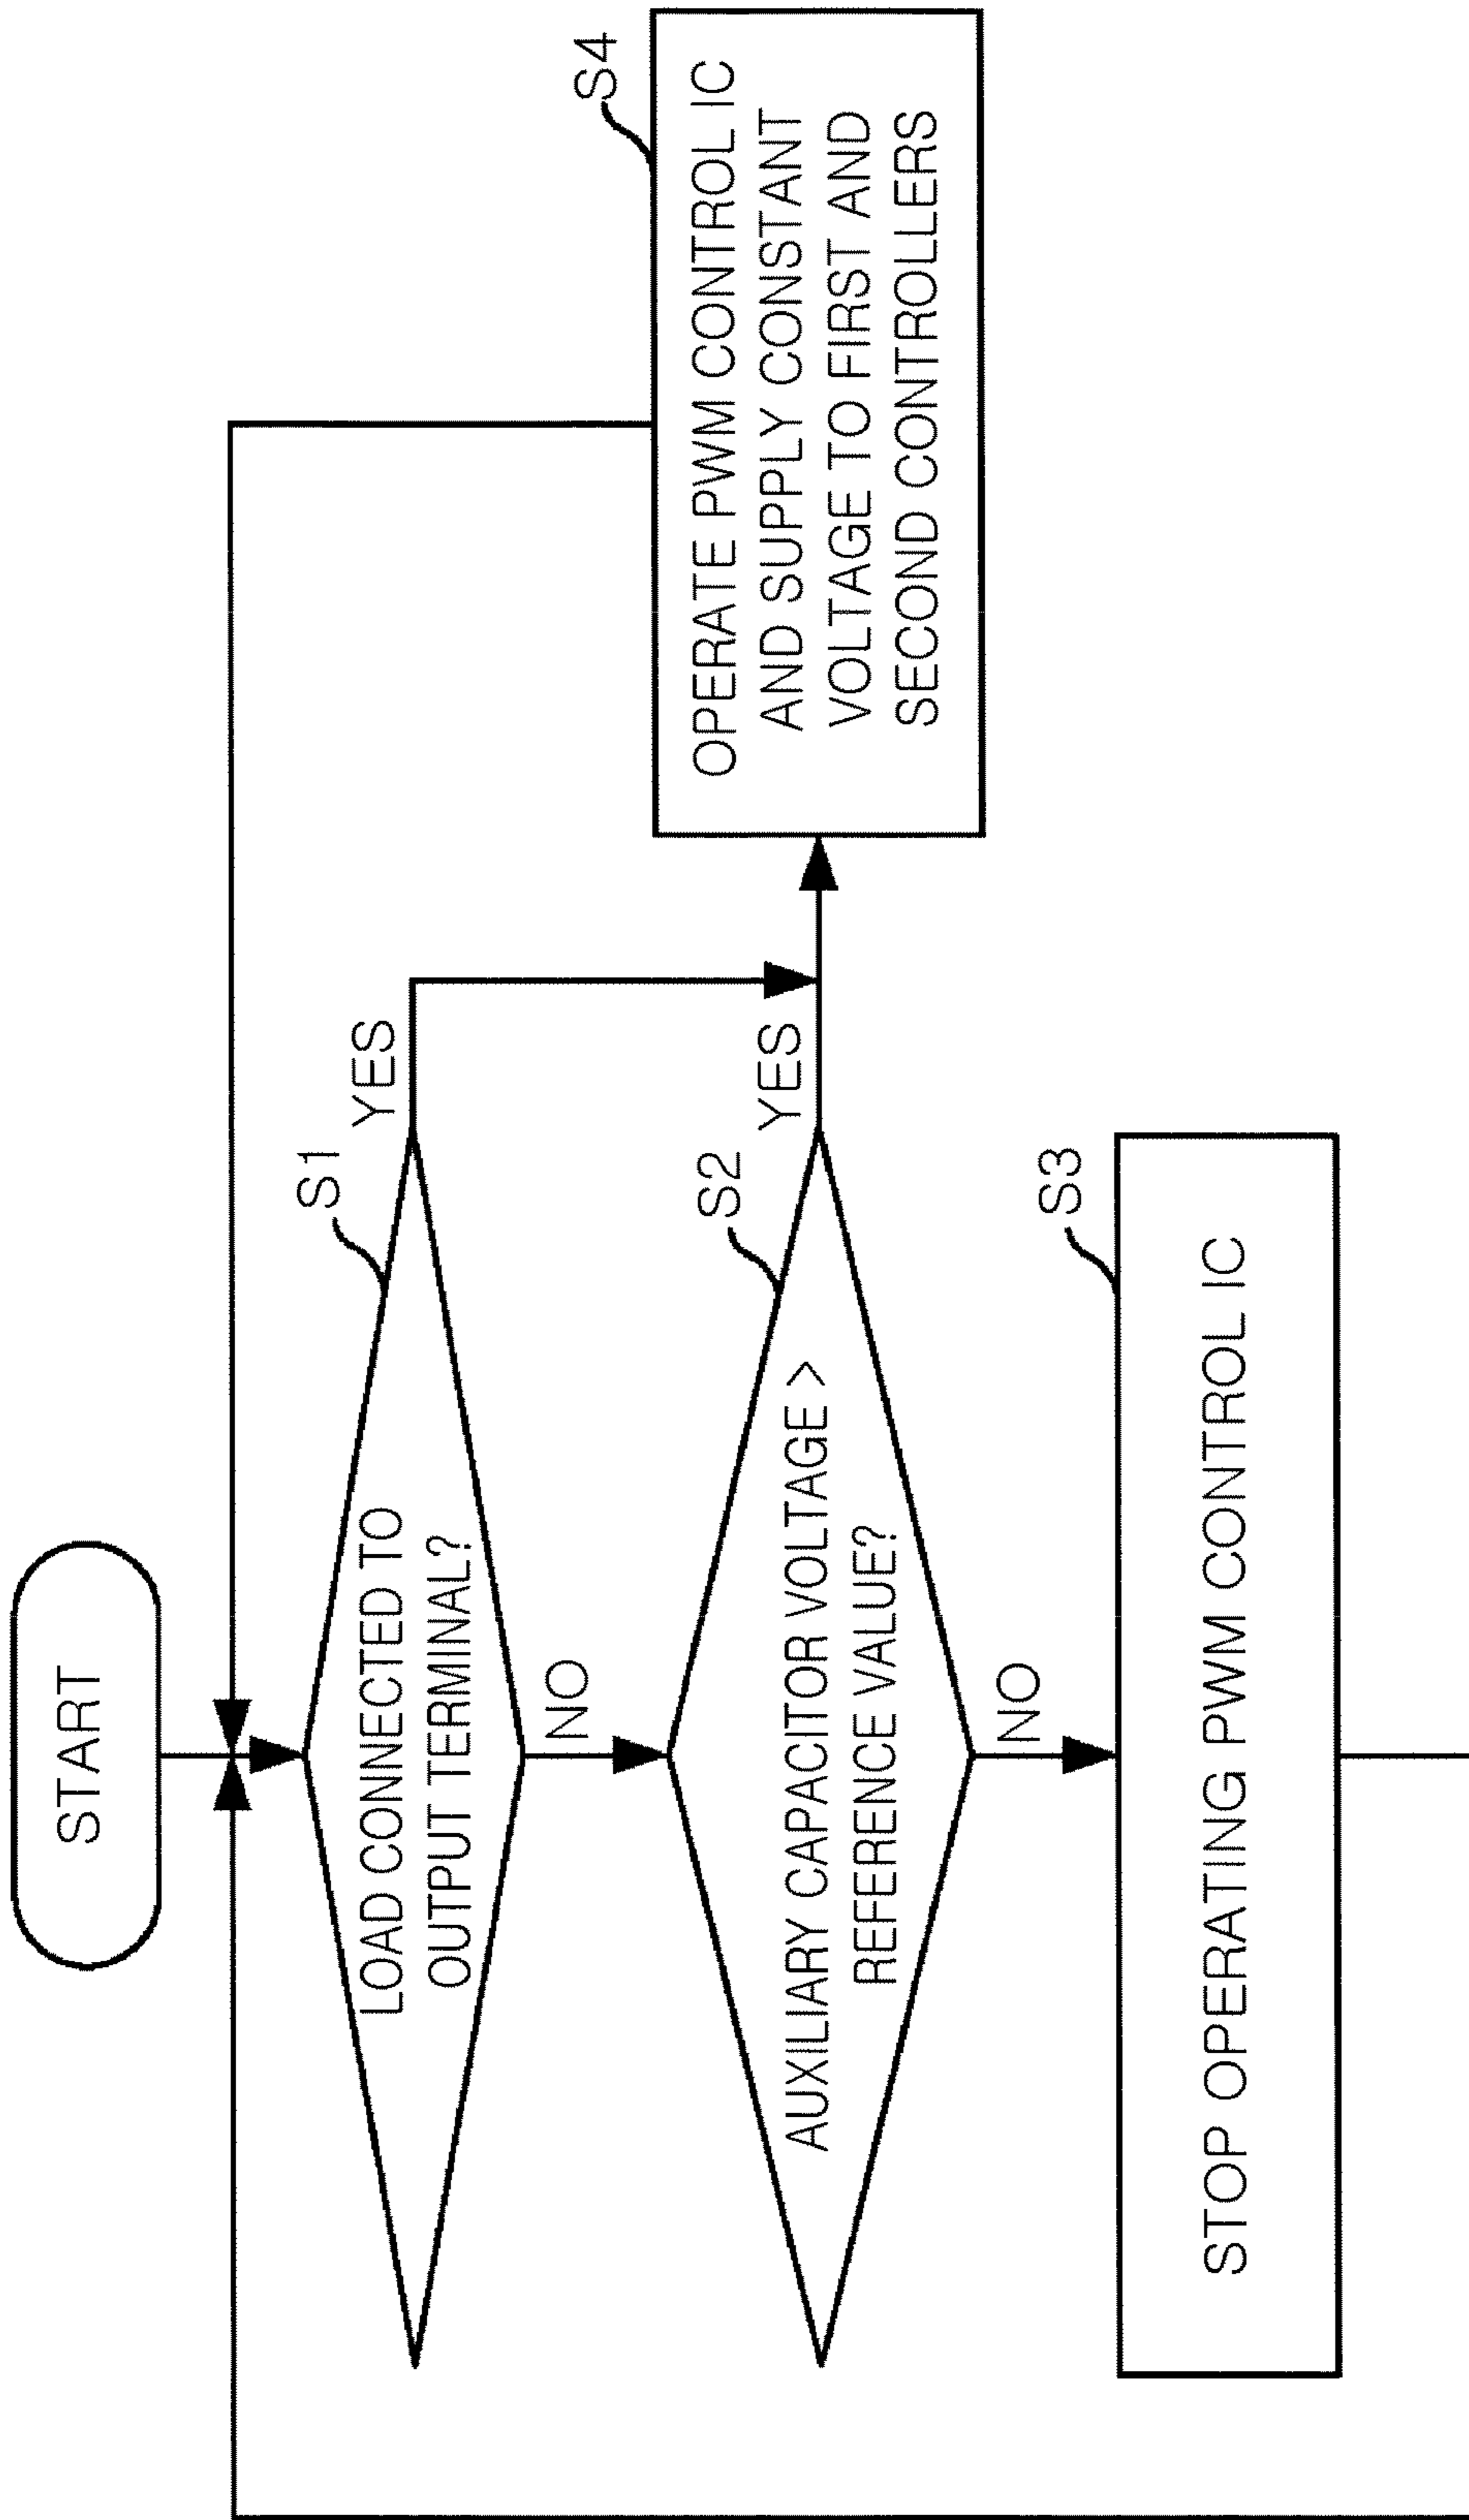 START
S1
LOAD CONNECTED TO
OUTPUT TERMINAL?
YES
NO
S2
AUXILIARY CAPACITOR VOLTAGE >
REFERENCE VALUE?
YES
NO
S3
STOP OPERATING PWM CONTROL IC
S4
OPERATE PWM CONTROL IC
AND SUPPLY CONSTANT
VOLTAGE TO FIRST AND
SECOND CONTROLLERS